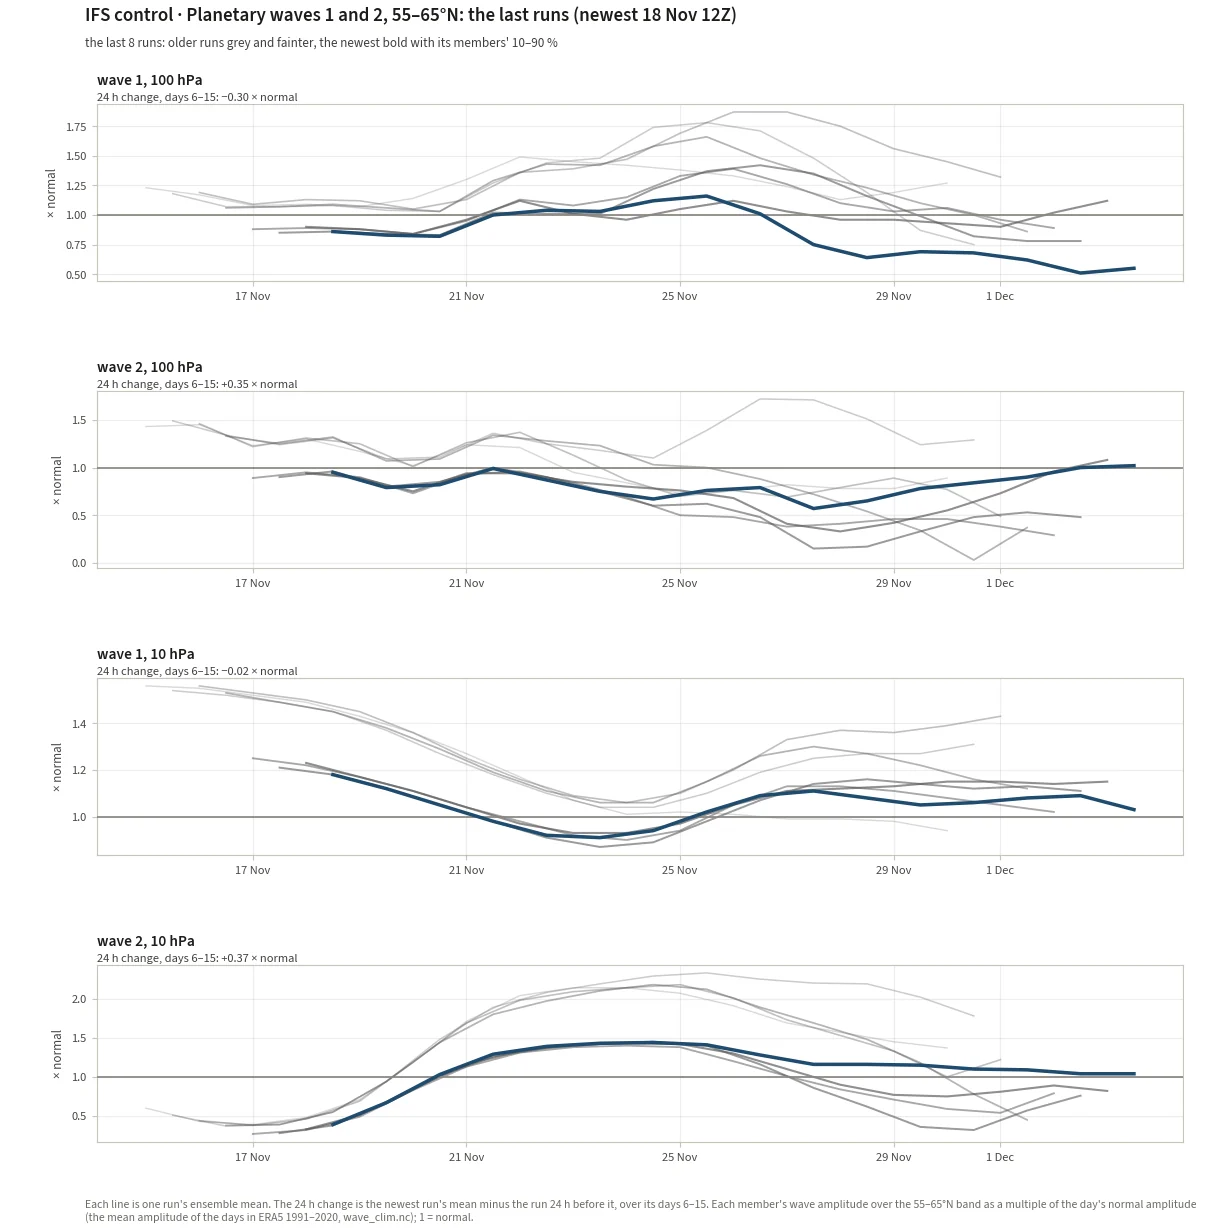 IFS control · Planetary waves 1 and 2, 55–65°N: the last runs (newest 18 Nov 12Z)
the last 8 runs: older runs grey and fainter, the newest bold with its members' 10–90 %
wave 1, 100 hPa
24 h change, days 6–15: −0.30 × normal
× normal
1.75
1.50
1.25
1.00
0.75
0.50
17 Nov
21 Nov
25 Nov
29 Nov
1 Dec
wave 2, 100 hPa
24 h change, days 6–15: +0.35 × normal
× normal
1.5
1.0
0.5
0.0
17 Nov
21 Nov
25 Nov
29 Nov
1 Dec
wave 1, 10 hPa
24 h change, days 6–15: −0.02 × normal
× normal
1.4
1.2
1.0
17 Nov
21 Nov
25 Nov
29 Nov
1 Dec
wave 2, 10 hPa
24 h change, days 6–15: +0.37 × normal
× normal
2.0
1.5
1.0
0.5
17 Nov
21 Nov
25 Nov
29 Nov
1 Dec
Each line is one run's ensemble mean. The 24 h change is the newest run's mean minus the run 24 h before it, over its days 6–15. Each member's wave amplitude over the 55–65°N band as a multiple of the day's normal amplitude
(the mean amplitude of the days in ERA5 1991–2020, wave_clim.nc); 1 = normal.